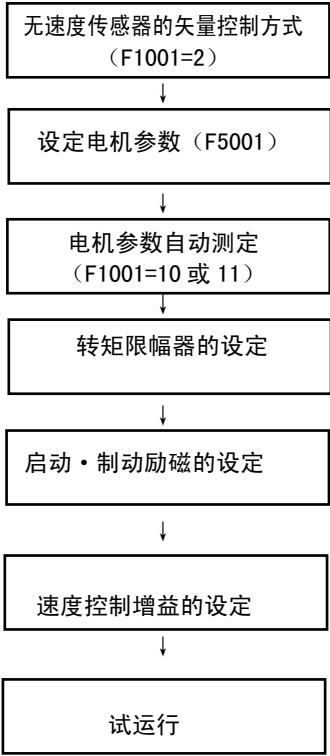 无速度传感器的矢量控制方式
（F1001=2）
设定电机参数（F5001）
电机参数自动测定
（F1001=10 或 11）
转矩限幅器的设定
启动・制动励磁的设定
速度控制增益的设定
试运行